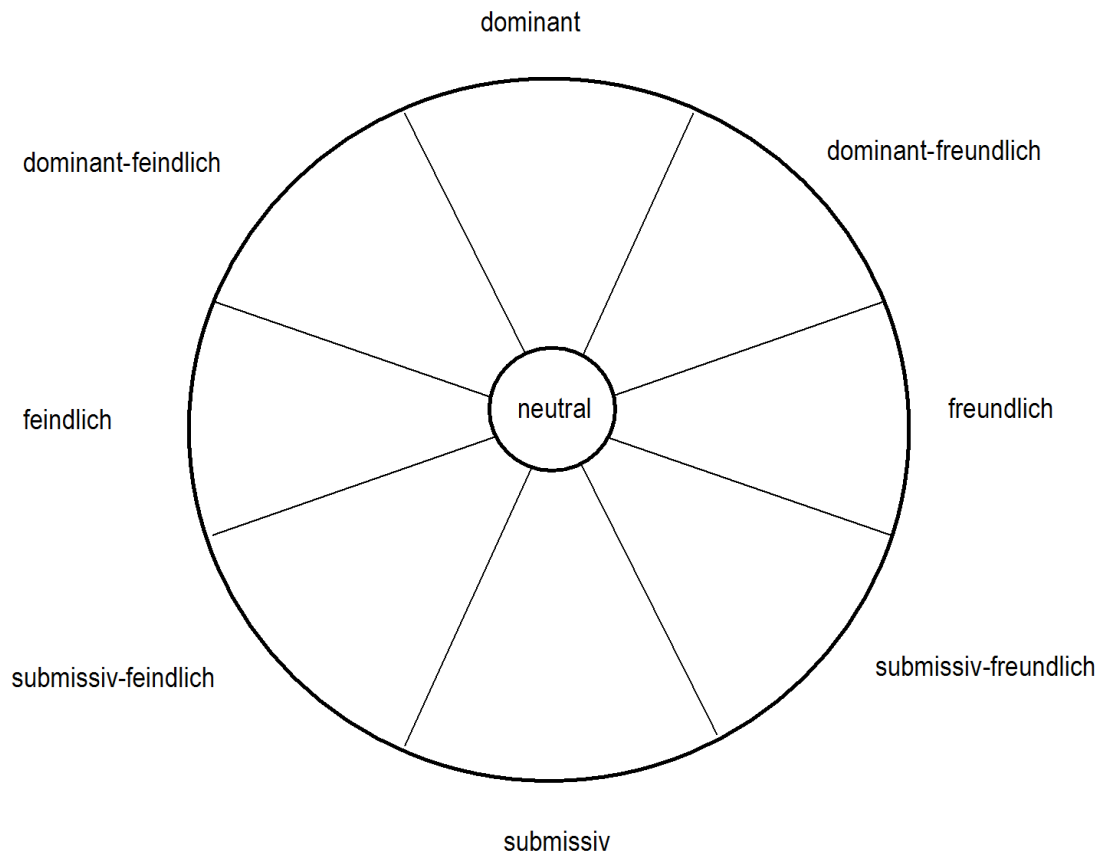 dominant
dominant-feindlich
dominant-freundlich
feindlich
neutral
freundlich
submissiv-feindlich
submissiv-freundlich
submissiv